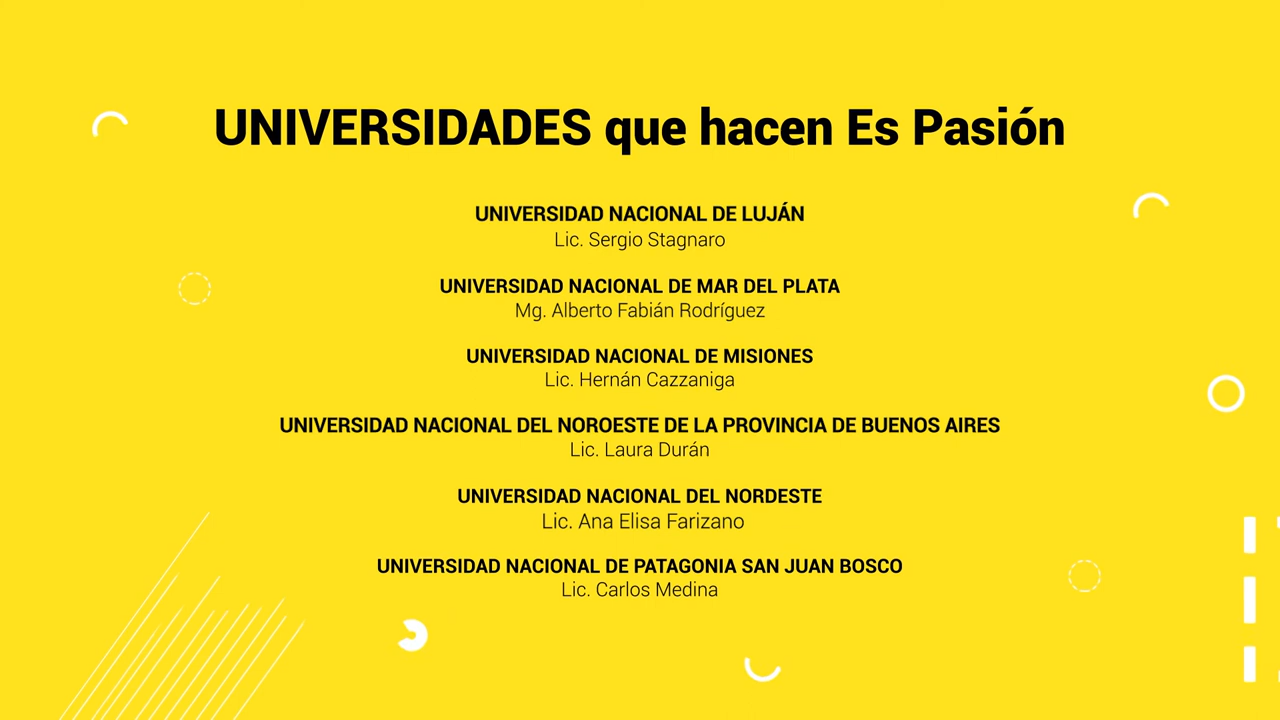 UNIVERSIDADES que hacen Es Pasión
UNIVERSIDAD NACIONAL DE LUJÁN
Lic. Sergio Stagnaro
UNIVERSIDAD NACIONAL DE MAR DEL PLATA
Mg. Alberto Fabián Rodríguez
UNIVERSIDAD NACIONAL DE MISIONES
Lic. Hernán Cazzaniga
UNIVERSIDAD NACIONAL DEL NOROESTE DE LA PROVINCIA DE BUENOS AIRES
Lic. Laura Durán
UNIVERSIDAD NACIONAL DEL NORDESTE
Lic. Ana Elisa Farizano
UNIVERSIDAD NACIONAL DE PATAGONIA SAN JUAN BOSCO
Lic. Carlos Medina